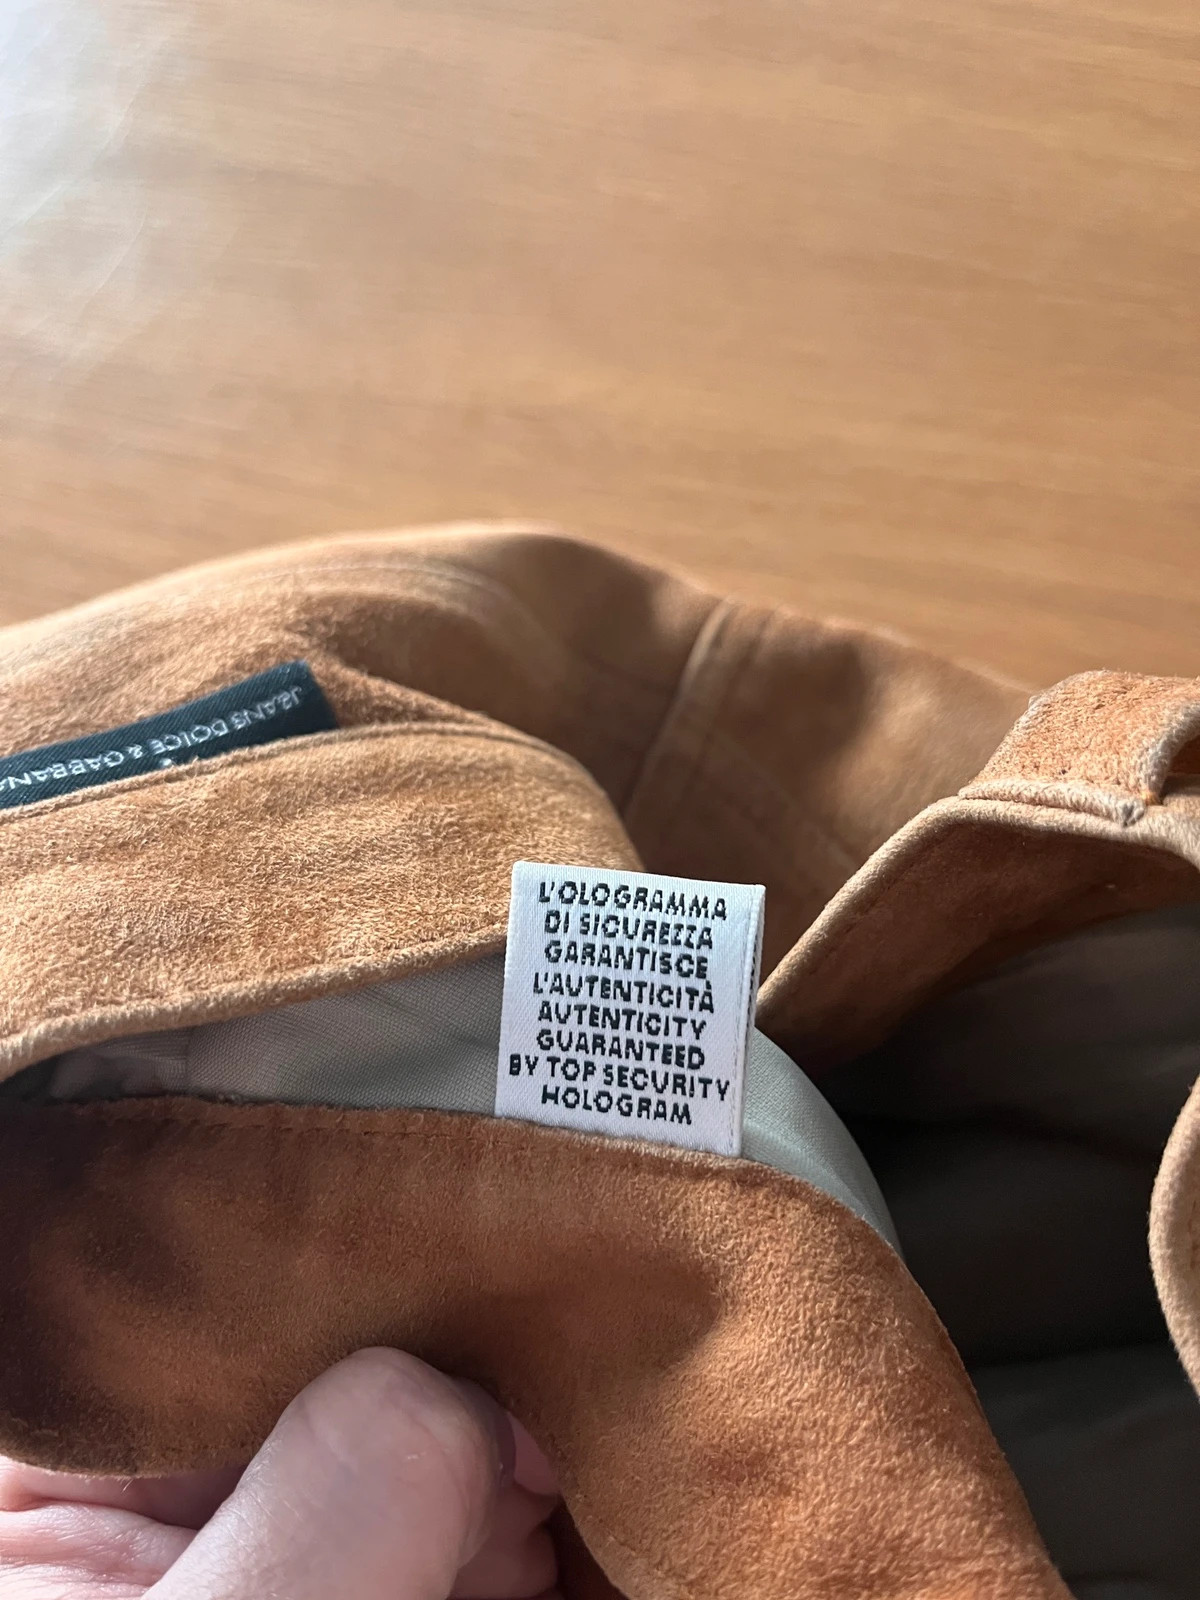 JEANS DOLCE & GABBANA
L'OLOGRAMMA
DI SICUREZZA
GARANTISCE
L'AUTENTICITÀ
AUTENTICITY
GUARANTEED
BY TOP SECURITY
HOLOGRAM